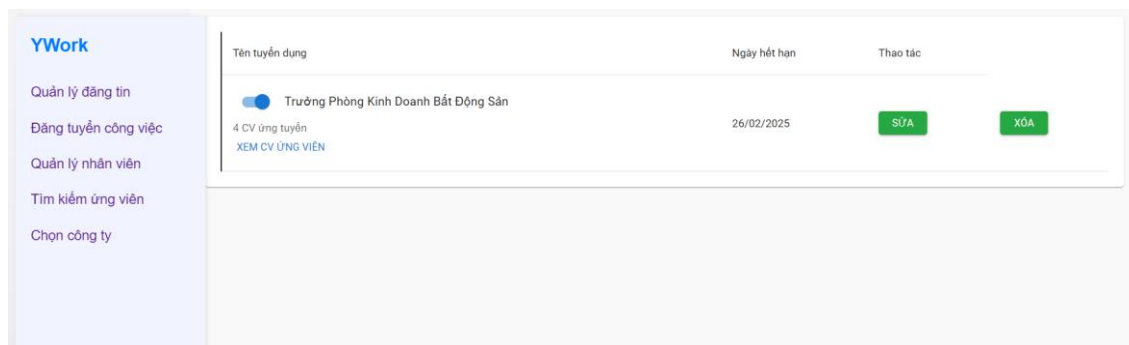 YWork
Quản lý đăng tin
Đăng tuyển công việc
Quản lý nhân viên
Tìm kiếm ứng viên
Chọn công ty
Tên tuyển dụng Ngày hết hạn Thao tác
Trưởng Phòng Kinh Doanh Bất Động Sản
4 CV ứng tuyển
XEM CV ỨNG VIÊN
26/02/2025 SỬA XÓA